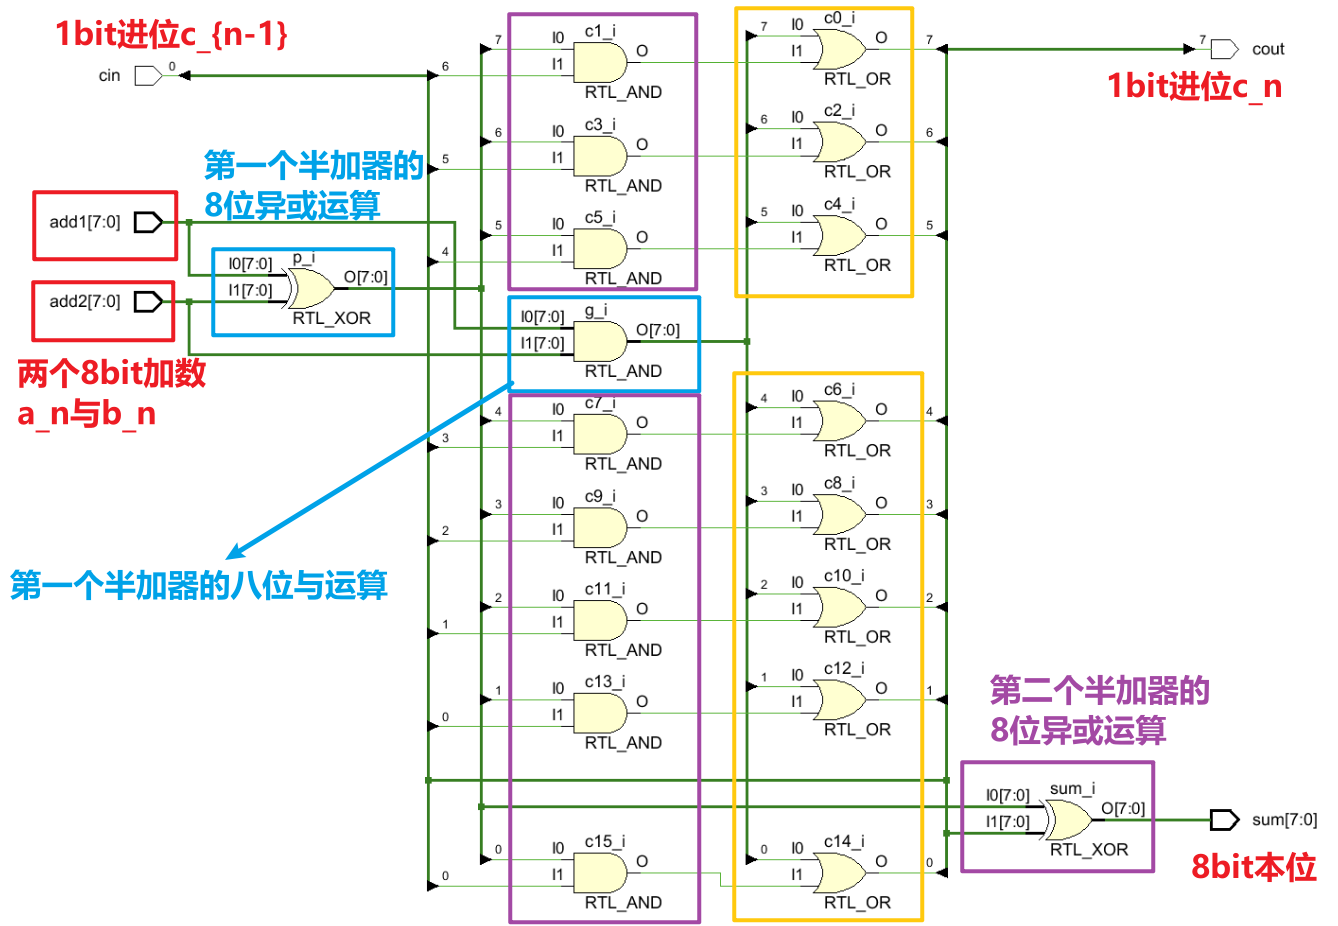 1bit进位c_{n-1}
cin
0
6
7
I0
I1
c1_i
O
RTL_AND
7
I0
I1
c0_i
O
RTL_OR
7
7
cout
1bit进位c_n
6
5
I0
I1
c3_i
O
RTL_AND
6
I0
I1
c2_i
O
RTL_OR
6
第一个半加器的
8位异或运算
5
4
I0
I1
c5_i
O
RTL_AND
5
I0
I1
c4_i
O
RTL_OR
5
add1[7:0]
add2[7:0]
I0[7:0]
I1[7:0]
p_i
O[7:0]
RTL_XOR
两个8bit加数
a_n与b_n
I0[7:0]
I1[7:0]
g_i
O[7:0]
RTL_AND
4
3
I0
I1
c7_i
O
RTL_AND
4
I0
I1
c6_i
O
RTL_OR
4
3
2
I0
I1
c9_i
O
RTL_AND
3
I0
I1
c8_i
O
RTL_OR
3
第一个半加器的八位与运算
2
1
I0
I1
c11_i
O
RTL_AND
2
I0
I1
c10_i
O
RTL_OR
2
1
0
I0
I1
c13_i
O
RTL_AND
1
I0
I1
c12_i
O
RTL_OR
1
第二个半加器的
8位异或运算
I0[7:0]
I1[7:0]
sum_i
O[7:0]
RTL_XOR
sum[7:0]
8bit本位
0
0
I0
I1
c15_i
O
RTL_AND
0
I0
I1
c14_i
O
RTL_OR
0